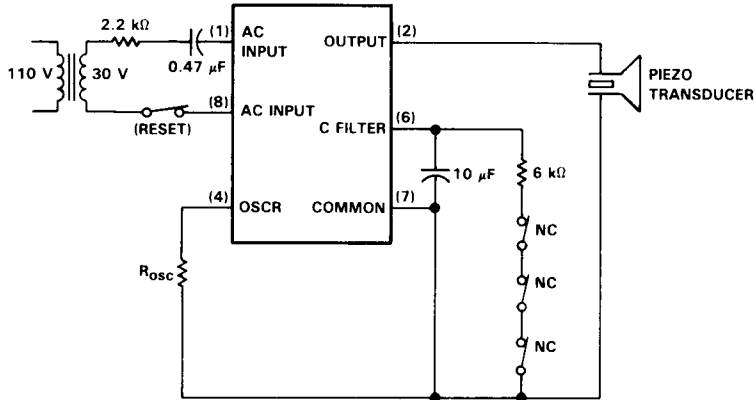 2.2 kΩ
(1)
0.47 μF
AC
INPUT
OUTPUT
(2)
110 V
30 V
PIEZO
TRANSDUCER
(RESET)
(8)
AC INPUT
C FILTER
(6)
10 μF
6 kΩ
(4)
OSCR
COMMON
(7)
NC
ROSC
NC
NC